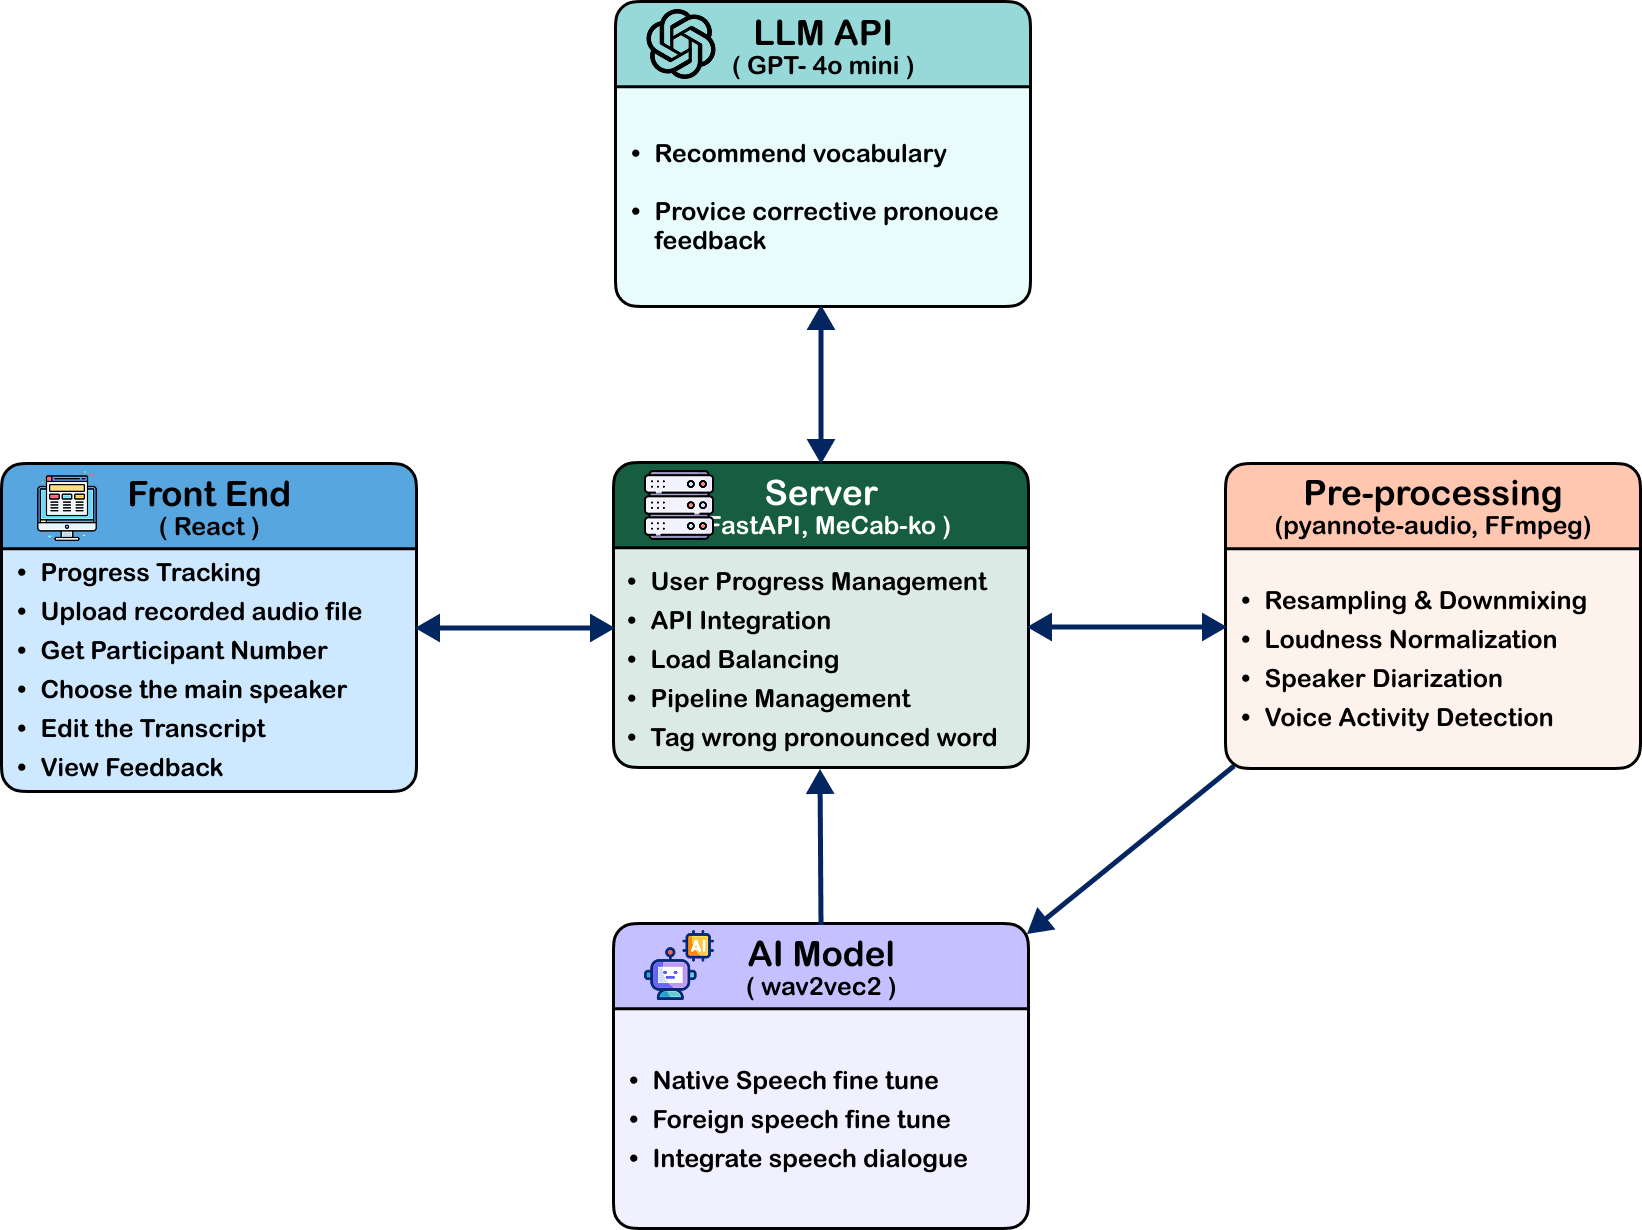 LLM API
( GPT- 4o mini )
• Recommend vocabulary
• Provice corrective pronouce
feedback
Front End
( React )
• Progress Tracking
• Upload recorded audio file
• Get Participant Number
• Choose the main speaker
• Edit the Transcript
• View Feedback
Server
FastAPI, MeCab-ko )
• User Progress Management
• API Integration
• Load Balancing
• Pipeline Management
• Tag wrong pronounced word
Pre-processing
(pyannote-audio, FFmpeg)
• Resampling & Downmixing
• Loudness Normalization
• Speaker Diarization
• Voice Activity Detection
AI
AI Model
( wav2vec2 )
• Native Speech fine tune
• Foreign speech fine tune
• Integrate speech dialogue